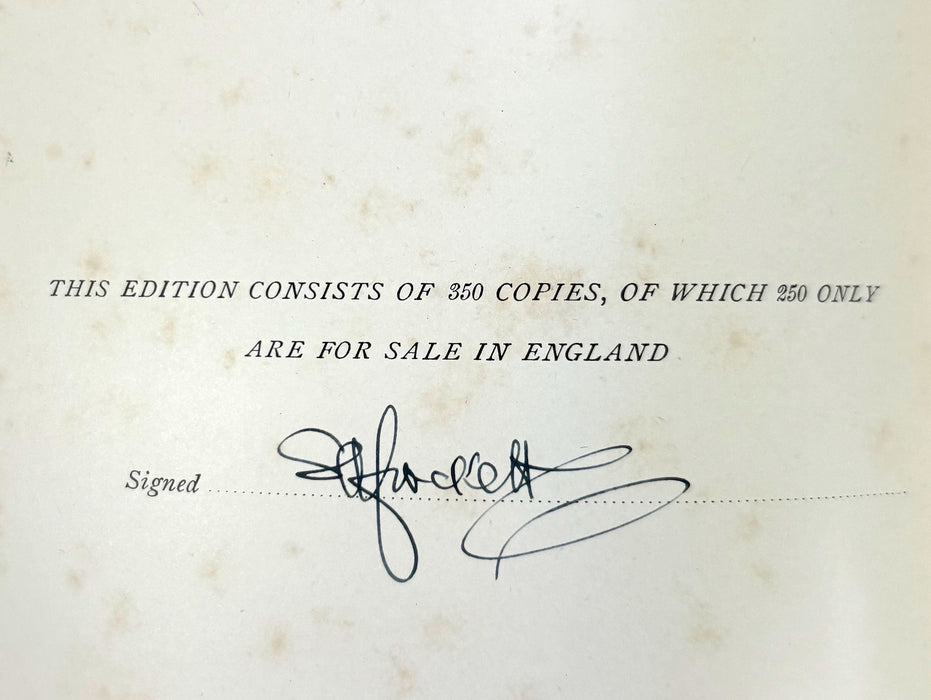 THIS EDITION CONSISTS OF 350 COPIES, OF WHICH 250 ONLY
ARE FOR SALE IN ENGLAND
Signed